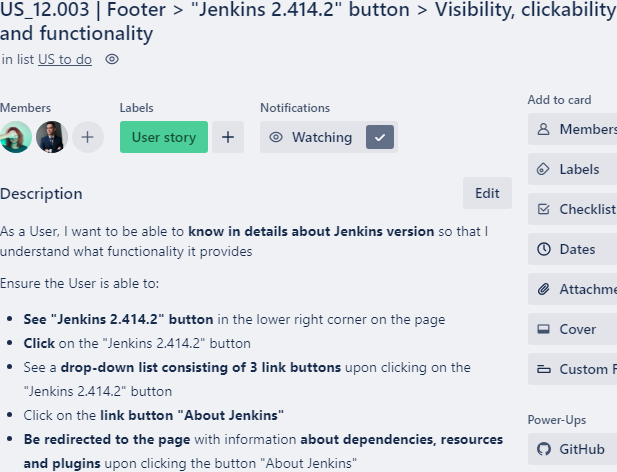 US_12.003 | Footer > "Jenkins 2.414.2" button > Visibility, clickability
and functionality
in list US to do
Members
Labels
Notifications
User story
Watching
Description
Edit
As a User, I want to be able to know in details about Jenkins version so that I
understand what functionality it provides
Ensure the User is able to:
• See "Jenkins 2.414.2" button in the lower right corner on the page
• Click on the "Jenkins 2.414.2" button
• See a drop-down list consisting of 3 link buttons upon clicking on the
"Jenkins 2.414.2" button
• Click on the link button "About Jenkins"
• Be redirected to the page with information about dependencies, resources
and plugins upon clicking the button "About Jenkins"
Add to card
Members
Labels
Checklist
Dates
Attachme
Cover
Custom F
Power-Ups
GitHub